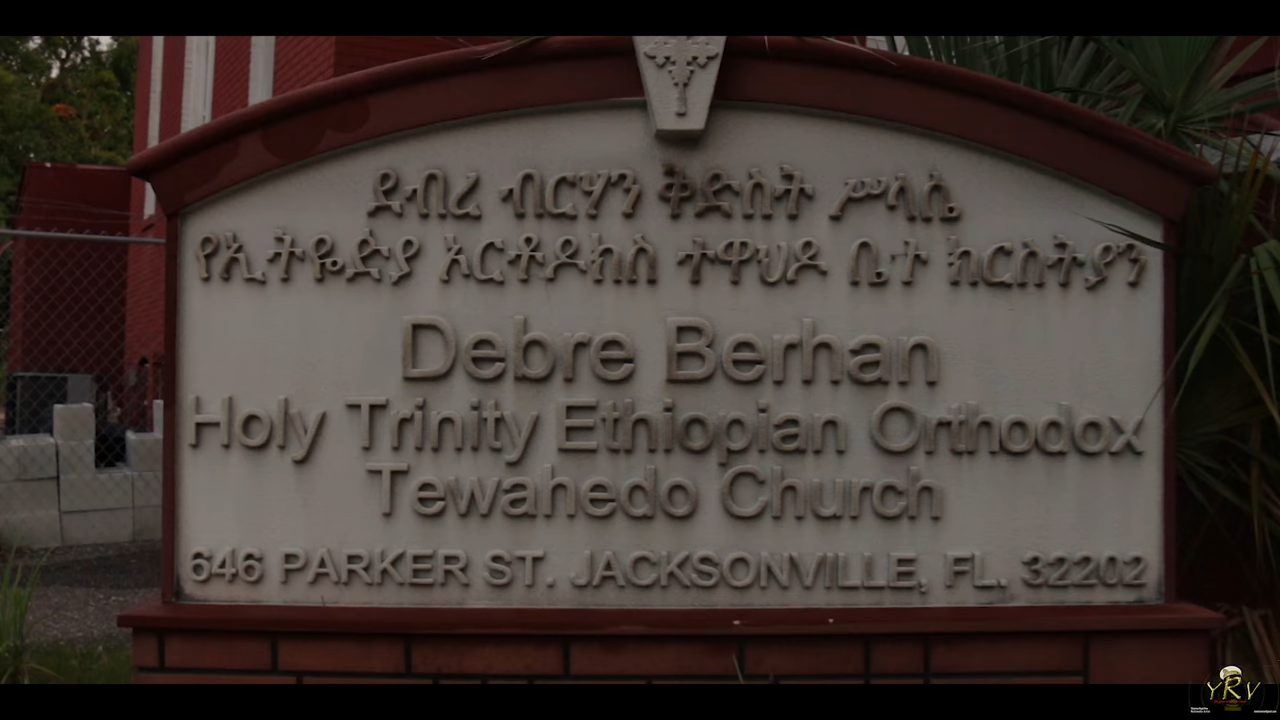 ደብረ ብርሃን ቅድስት ሥላሴ
የኢትዮጵያ ኦርቶዶክስ ተዋህዶ ቤተ ክርስትያን
Debre Berhan
Holy Trinity Ethiopian Orthodox
Tewahedo Church
646 PARKER ST. JACKSONVILLE, FL. 32202
YRV